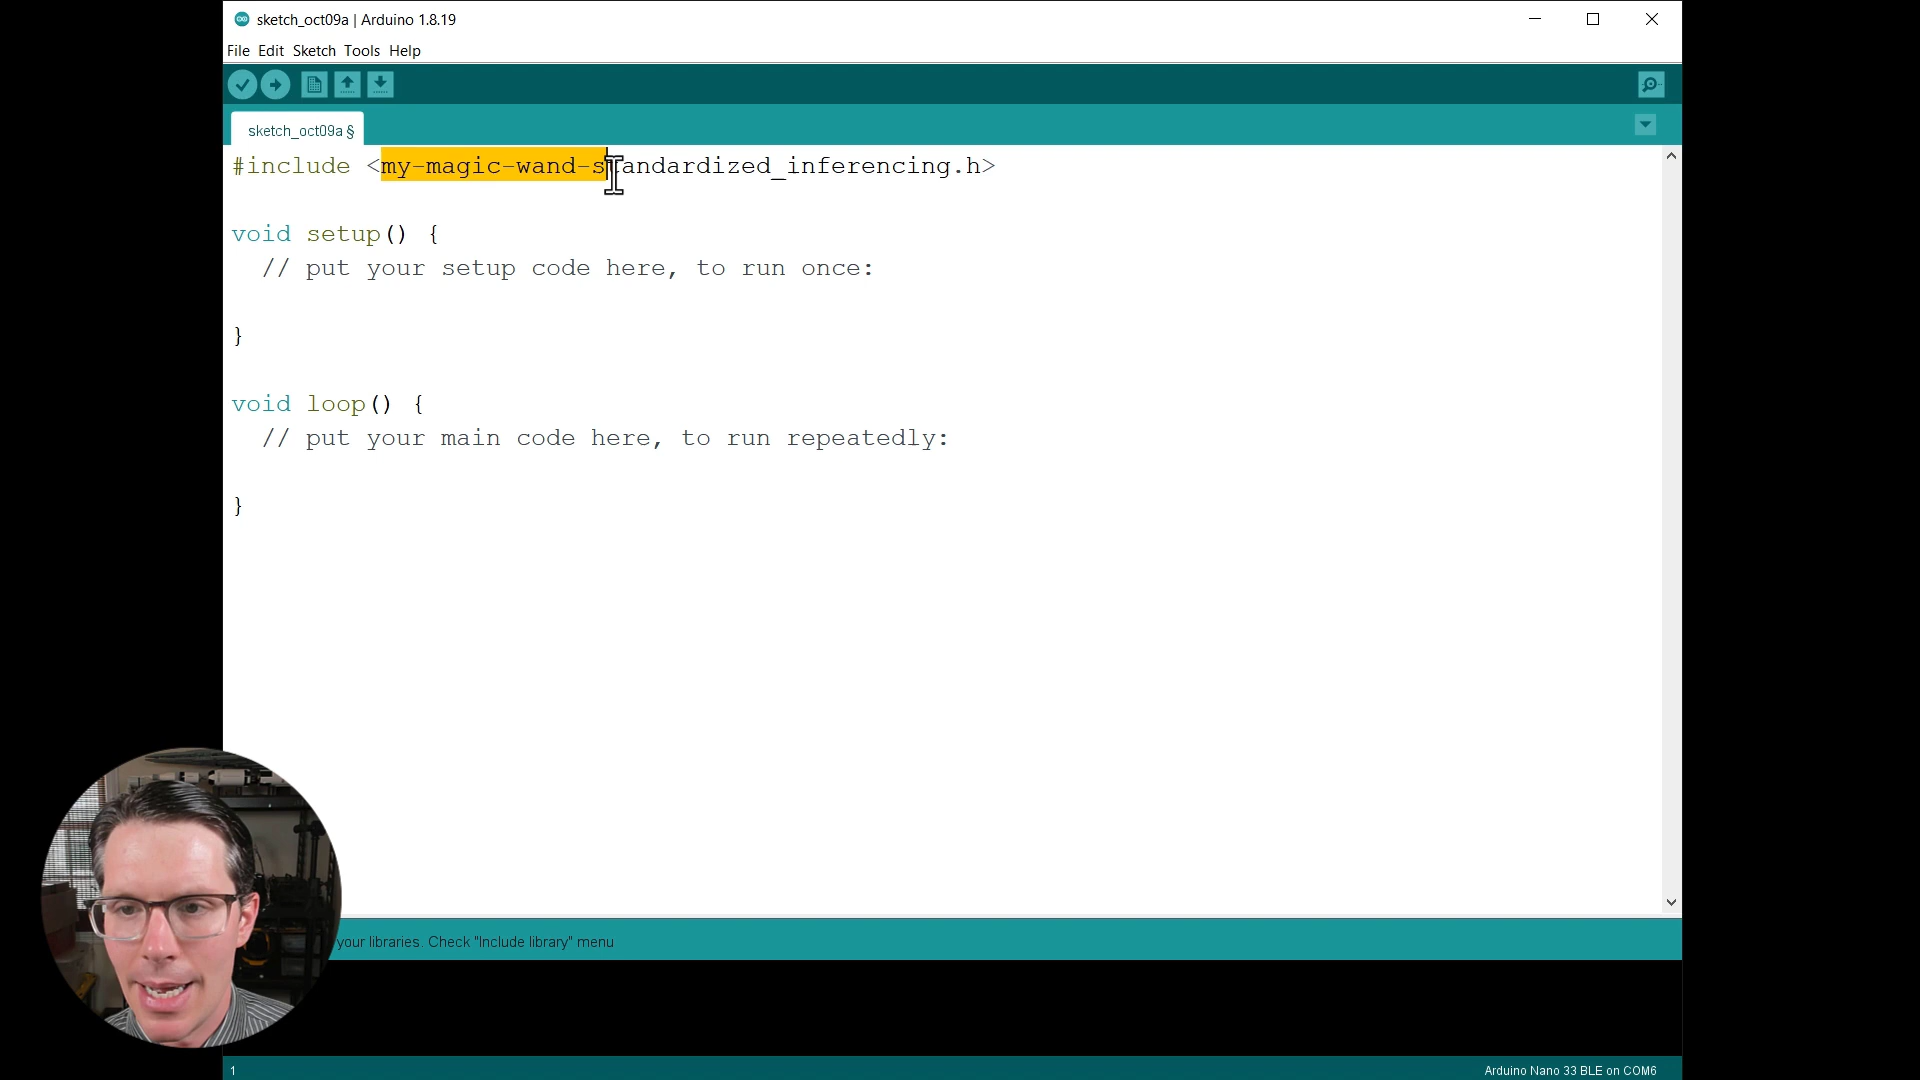 sketch_oct09a | Arduino 1.8.19
File Edit Sketch Tools Help
sketch_oct09a §
#include <my-magic-wand-standardized_inferencing.h>
void setup() {
// put your setup code here, to run once:
}
void loop() {
// put your main code here, to run repeatedly:
}
your libraries. Check "Include library" menu
1
Arduino Nano 33 BLE on COM6